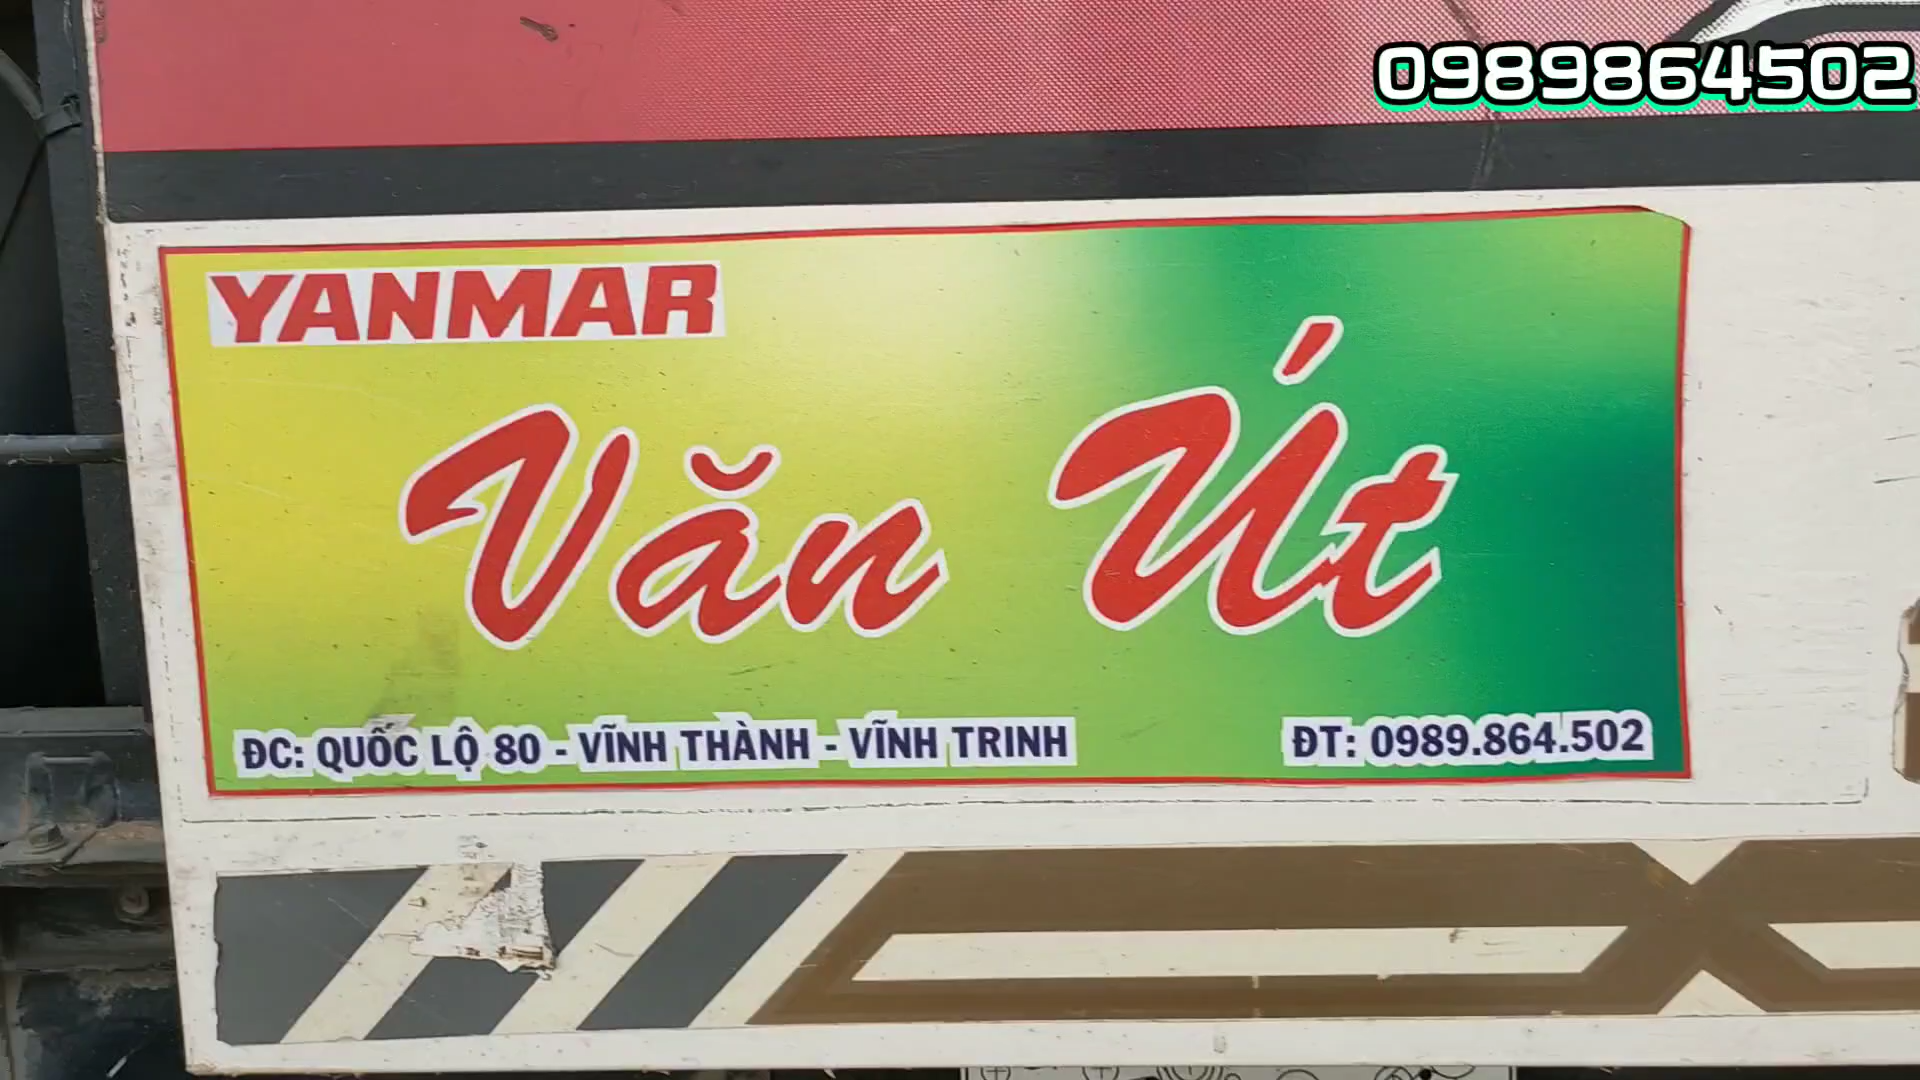 0989864502
YANMAR
Văn Út
ĐC: QUỐC LỘ 80 - VĨNH THÀNH - VĨNH TRINH
ĐT: 0989.864.502